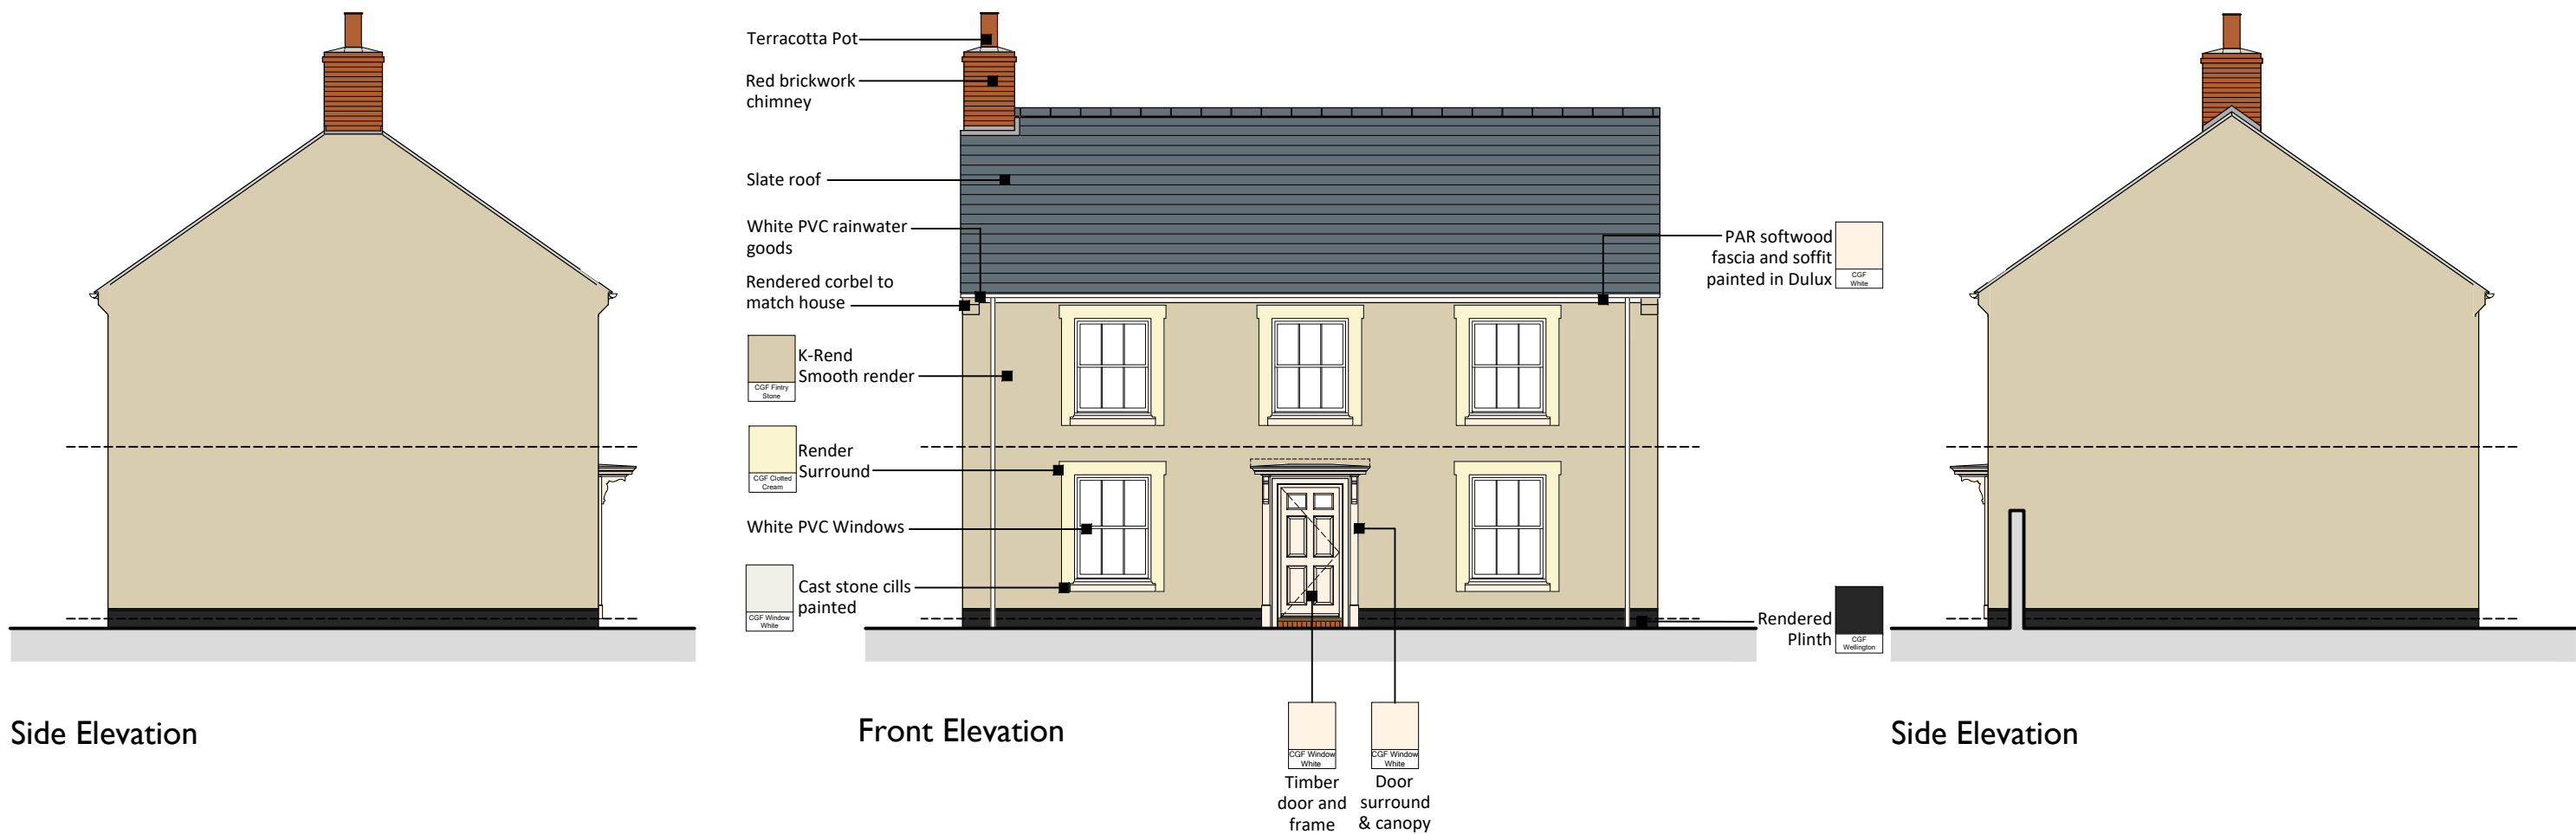 Terracotta Pot
Red brickwork
chimney
Slate roof
White PVC rainwater
goods
Rendered corbel to
match house
K-Rend
Smooth render
CGF Fintry
Stone
Render
Surround
CGF Clotted
Cream
White PVC Windows
Cast stone cills
painted
CGF Window
White
PAR softwood
fascia and soffit
painted in Dulux
CGF
White
Rendered
Plinth
CGF
Wellington
CGF Window
White
Timber
door and
frame
CGF Window
White
Door
surround
& canopy
Side Elevation
Front Elevation
Side Elevation